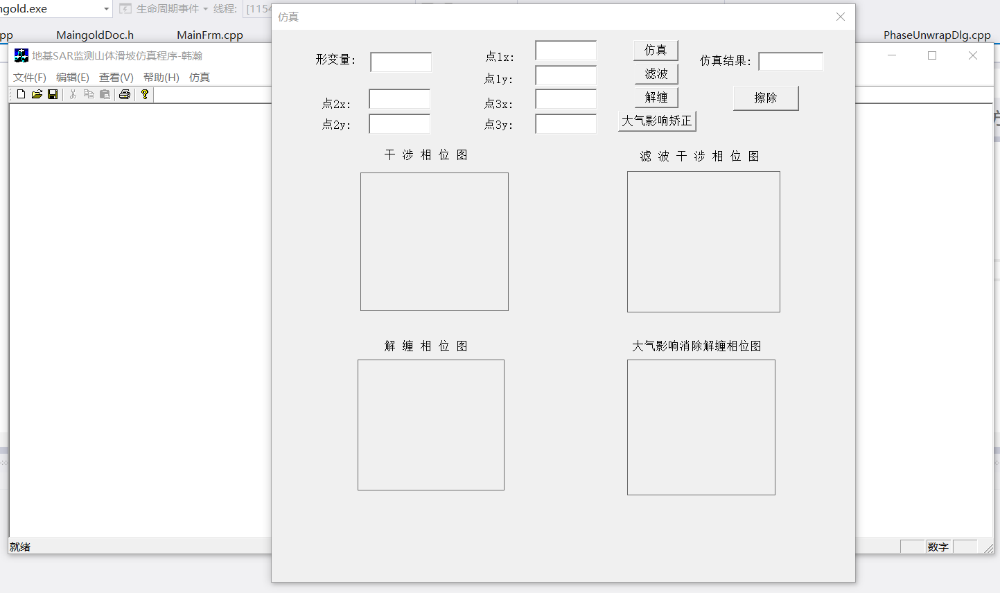 ngold.exe
生命周期事件 线程: [1154
pp MaingoldDoc.h MainFrm.cpp PhaseUnwrapDlg.cpp
地基SAR监测山体滑坡仿真程序-韩瀚
文件(F) 编辑(E) 查看(V) 帮助(H) 仿真
仿真
形变量:
点1x:
点1y:
点2x:
点2y:
点3x:
点3y:
仿真
滤波
解缠
大气影响矫正
仿真结果:
擦除
干 涉 相 位 图
滤 波 干 涉 相 位 图
解 缠 相 位 图
大气影响消除解缠相位图
就绪
数字